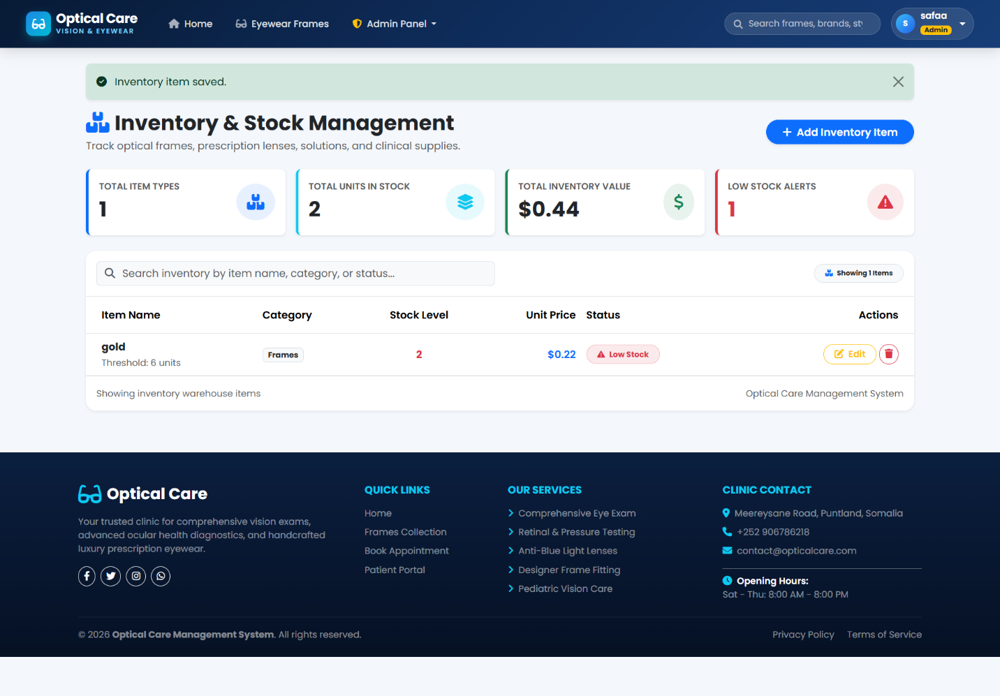 Optical Care
VISION & EYEWEAR
Home
Eyewear Frames
Admin Panel
Search frames, brands, sty
S
safaa
Admin
Inventory item saved.
Inventory & Stock Management
Track optical frames, prescription lenses, solutions, and clinical supplies.
+ Add Inventory Item
TOTAL ITEM TYPES
1
TOTAL UNITS IN STOCK
2
TOTAL INVENTORY VALUE
$0.44
LOW STOCK ALERTS
1
Search inventory by item name, category, or status...
Showing 1 Items
Item Name Category Stock Level Unit Price Status Actions
gold
Threshold: 6 units
Frames
2
$0.22
Low Stock
Edit
Showing inventory warehouse items
Optical Care Management System
Optical Care
Your trusted clinic for comprehensive vision exams,
advanced ocular health diagnostics, and handcrafted
luxury prescription eyewear.
QUICK LINKS
Home
Frames Collection
Book Appointment
Patient Portal
OUR SERVICES
Comprehensive Eye Exam
Retinal & Pressure Testing
Anti-Blue Light Lenses
Designer Frame Fitting
Pediatric Vision Care
CLINIC CONTACT
Meereysane Road, Puntland, Somalia
+252 906786218
contact@opticalcare.com
Opening Hours:
Sat - Thu: 8:00 AM - 8:00 PM
© 2026 Optical Care Management System. All rights reserved.
Privacy Policy Terms of Service